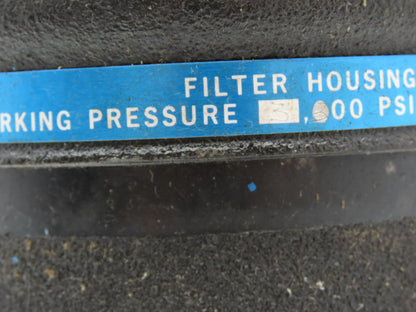 FILTER HOUSING
RKING PRESSURE 3,000 PSI